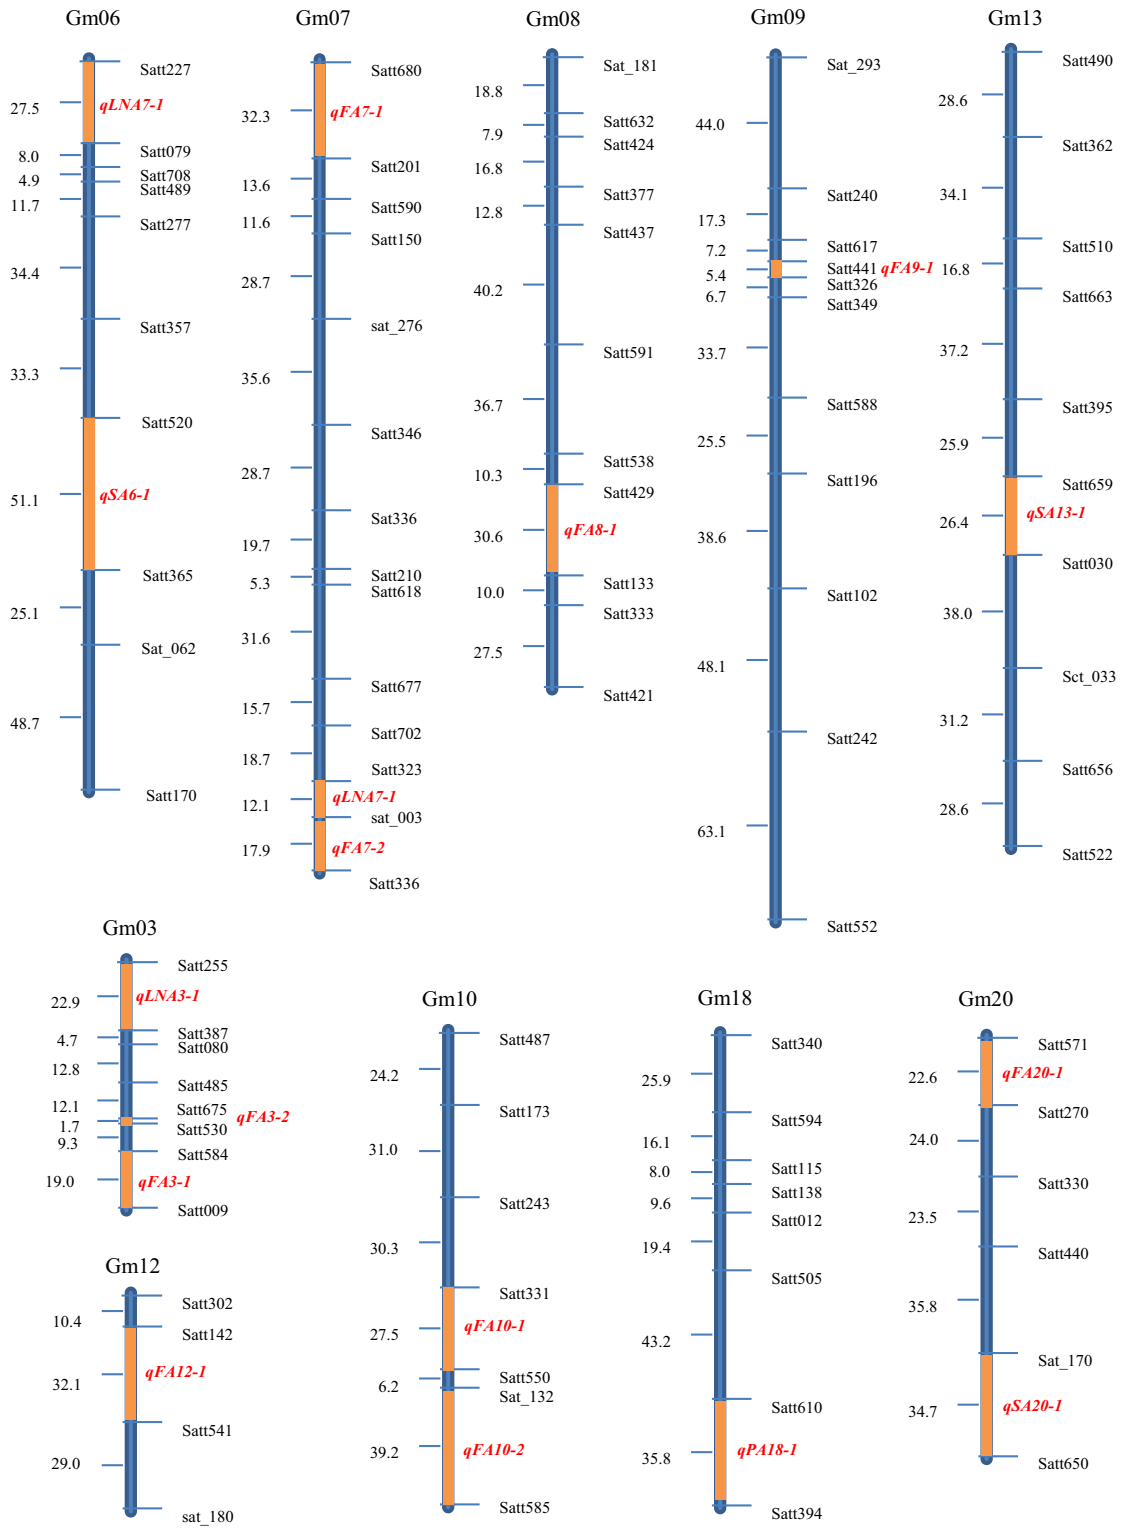 Gm06
Satt227
27.5
qLNA7-1
Satt079
8.0
Satt708
4.9
Satt489
11.7
Satt277
34.4
Satt357
33.3
Satt520
51.1
qSA6-1
Satt365
25.1
Sat_062
48.7
Satt170
Gm07
Satt680
32.3
qFA7-1
Satt201
13.6
Satt590
11.6
Satt150
28.7
sat_276
35.6
Satt346
28.7
Sat336
19.7
Satt210
5.3
Satt618
31.6
Satt677
15.7
Satt702
18.7
Satt323
12.1
qLNA7-1
sat_003
17.9
qFA7-2
Satt336
Gm08
Sat_181
18.8
Satt632
7.9
Satt424
16.8
Satt377
12.8
Satt437
40.2
Satt591
36.7
Satt538
10.3
Satt429
30.6
qFA8-1
Satt133
10.0
Satt333
27.5
Satt421
Gm09
Sat_293
44.0
Satt240
17.3
Satt617
7.2
Satt441 qFA9-1
5.4
Satt326
6.7
Satt349
33.7
Satt588
25.5
Satt196
38.6
Satt102
48.1
Satt242
63.1
Satt552
Gm13
Satt490
28.6
Satt362
34.1
Satt510
16.8
Satt663
37.2
Satt395
25.9
Satt659
26.4
qSA13-1
Satt030
38.0
Sct_033
31.2
Satt656
28.6
Satt522
Gm03
Satt255
22.9
qLNA3-1
Satt387
4.7
Satt080
12.8
Satt485
12.1
Satt675
qFA3-2
1.7
Satt530
9.3
Satt584
19.0
qFA3-1
Satt009
Gm12
Satt302
10.4
Satt142
32.1
qFA12-1
Satt541
29.0
sat_180
Gm10
Satt487
24.2
Satt173
31.0
Satt243
30.3
Satt331
27.5
qFA10-1
Satt550
6.2
Sat_132
39.2
qFA10-2
Satt585
Gm18
Satt340
25.9
Satt594
16.1
Satt115
8.0
Satt138
9.6
Satt012
19.4
Satt505
43.2
Satt610
35.8
qPA18-1
Satt394
Gm20
Satt571
22.6
qFA20-1
Satt270
24.0
Satt330
23.5
Satt440
35.8
Sat_170
34.7
qSA20-1
Satt650